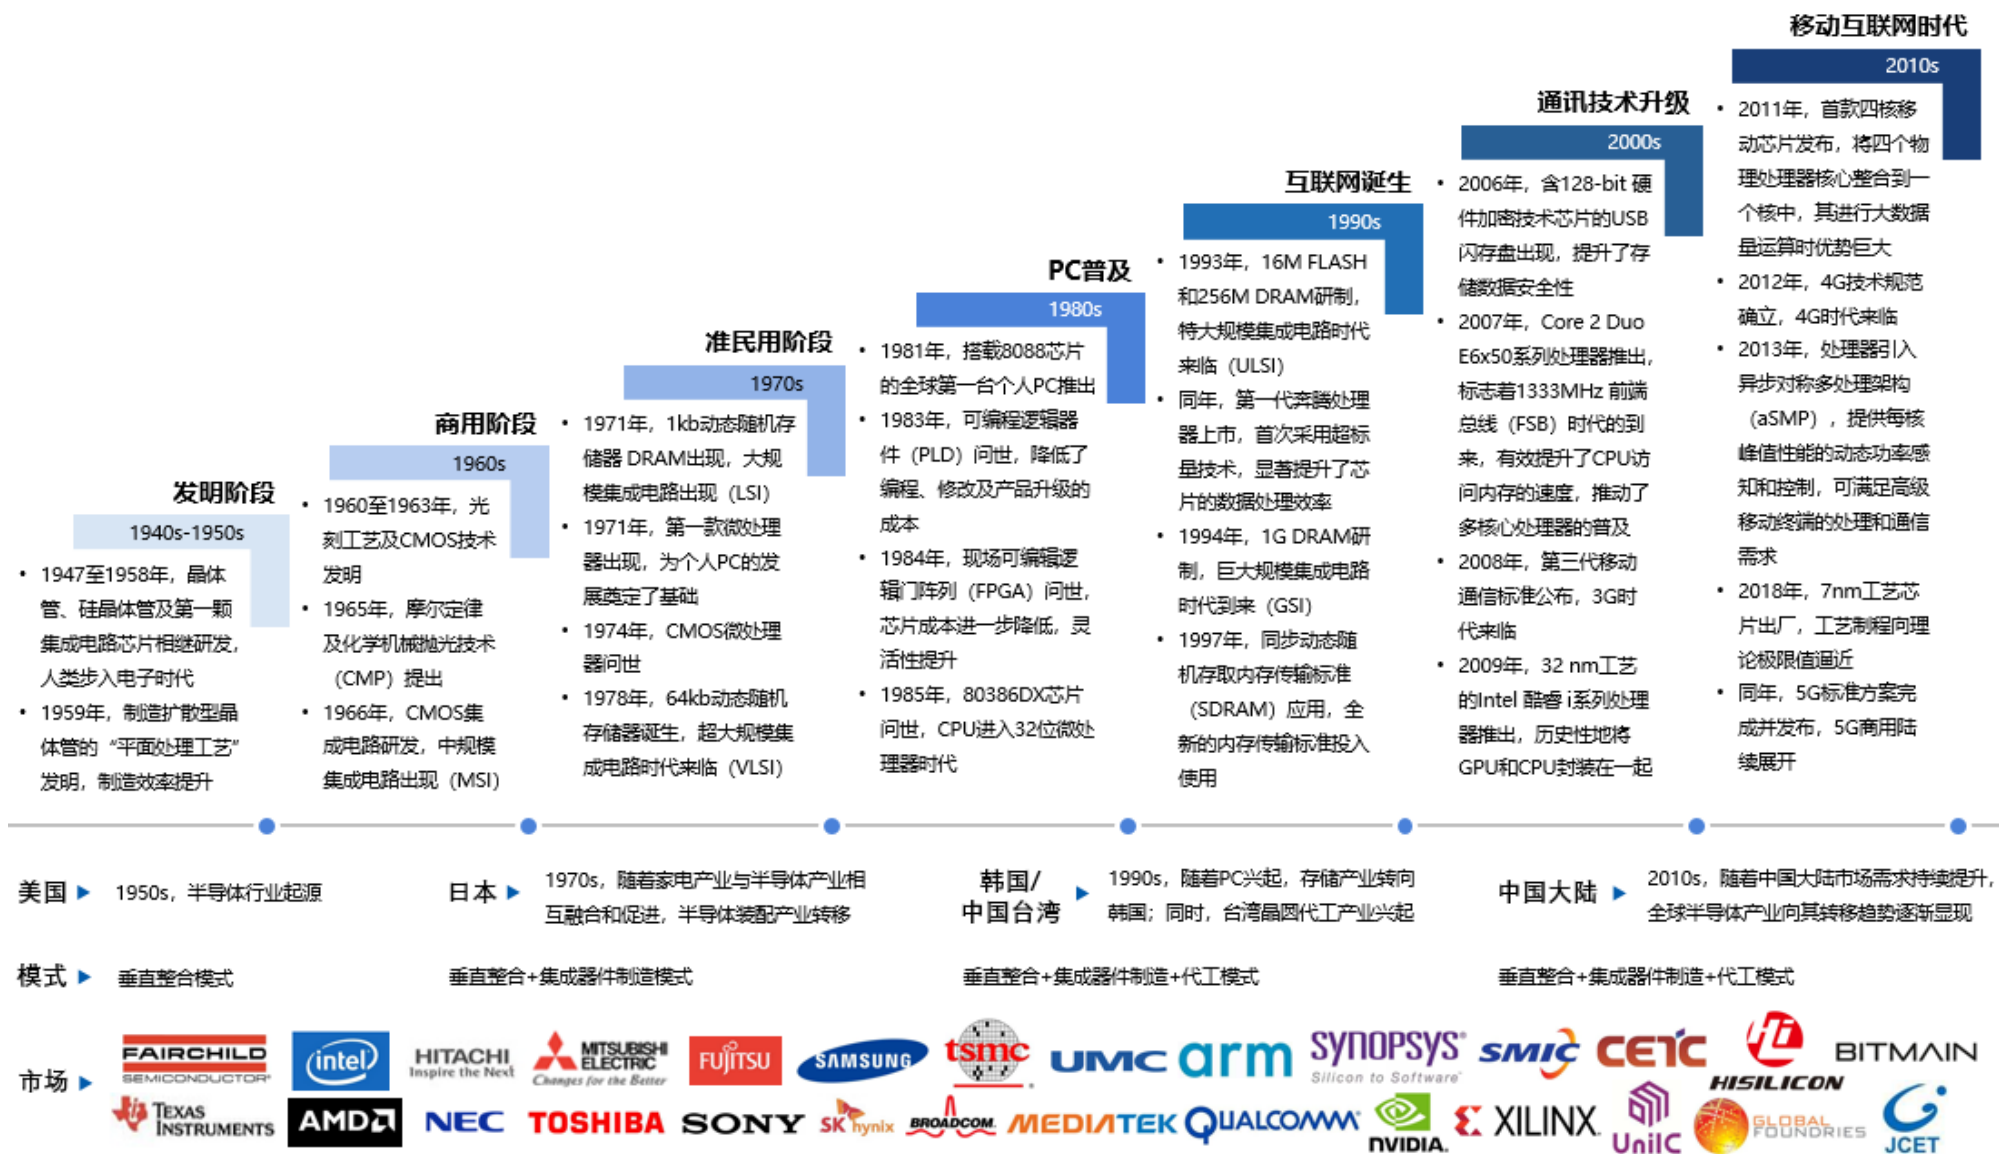 发明阶段
1940s-1950s
• 1947至1958年，晶体
管、硅晶体管及第一颗
集成电路芯片相继研发，
人类步入电子时代
• 1959年，制造扩散型晶
体管的“平面处理工艺”
发明，制造效率提升
商用阶段
1960s
• 1960至1963年，光
刻工艺及CMOS技术
发明
• 1965年，摩尔定律
及化学机械抛光技术
（CMP）提出
• 1966年，CMOS集
成电路研发，中规模
集成电路出现（MSI）
准民用阶段
1970s
• 1971年，1kb动态随机存
储器 DRAM出现，大规
模集成电路出现（LSI）
• 1971年，第一款微处理
器出现，为个人PC的发
展奠定了基础
• 1974年，CMOS微处理
器问世
• 1978年，64kb动态随机
存储器诞生，超大规模集
成电路时代来临（VLSI）
PC普及
1980s
• 1981年，搭载8088芯片
的全球第一台个人PC推出
• 1983年，可编程逻辑器
件（PLD）问世，降低了
编程、修改及产品升级的
成本
• 1984年，现场可编辑逻
辑门阵列（FPGA）问世，
芯片成本进一步降低，灵
活性提升
• 1985年，80386DX芯片
问世，CPU进入32位微处
理器时代
互联网诞生
1990s
• 1993年，16M FLASH
和256M DRAM研制，
特大规模集成电路时代
来临（ULSI）
• 同年，第一代奔腾处理
器上市，首次采用超标
量技术，显著提升了芯
片的数据处理效率
• 1994年，1G DRAM研
制，巨大规模集成电路
时代到来（GSI）
• 1997年，同步动态随
机存取内存传输标准
（SDRAM）应用，全
新的内存传输标准投入
使用
通讯技术升级
2000s
• 2006年，含128-bit 硬
件加密技术芯片的USB
闪存盘出现，提升了存
储数据安全性
• 2007年，Core 2 Duo
E6x50系列处理器推出，
标志着1333MHz 前端
总线（FSB）时代的到
来，有效提升了CPU访
问内存的速度，推动了
多核心处理器的普及
• 2008年，第三代移动
通信标准公布，3G时
代来临
• 2009年，32 nm工艺
的Intel 酷睿 i系列处理
器推出，历史性地将
GPU和CPU封装在一起
移动互联网时代
2010s
• 2011年，首款四核移
动芯片发布，将四个物
理处理器核心整合到一
个核中，其进行大数据
量运算时优势巨大
• 2012年，4G技术规范
确立，4G时代来临
• 2013年，处理器引入
异步对称多处理架构
（aSMP），提供每核
峰值性能的动态功率感
知和控制，可满足高级
移动终端的处理和通信
需求
• 2018年，7nm工艺芯
片出厂，工艺制程向理
论极限值逼近
• 同年，5G标准方案完
成并发布，5G商用陆
续展开
美国 1950s，半导体行业起源
日本 1970s，随着家电产业与半导体产业相
互融合和促进，半导体装配产业转移
韩国/
中国台湾
1990s，随着PC兴起，存储产业转向
韩国；同时，台湾晶圆代工产业兴起
中国大陆 2010s，随着中国大陆市场需求持续提升，
全球半导体产业向其转移趋势逐渐显现
模式 垂直整合模式
垂直整合+集成器件制造模式
垂直整合+集成器件制造+代工模式
垂直整合+集成器件制造+代工模式
市场
FAIRCHILD
SEMICONDUCTOR
intel
HITACHI
Inspire the Next
MITSUBISHI
ELECTRIC
Changes for the Better
FUJITSU
SAMSUNG
tsmc
UMC
arm
SYNOPSYS
Silicon to Software
SMIC
CETC
Hi
HISILICON
BITMAIN
TEXAS
INSTRUMENTS
AMD
NEC
TOSHIBA
SONY
SK hynix
BROADCOM
MEDIATEK
QUALCOMM
NVIDIA
XILINX
UniIC
GLOBAL
FOUNDRIES
JCET